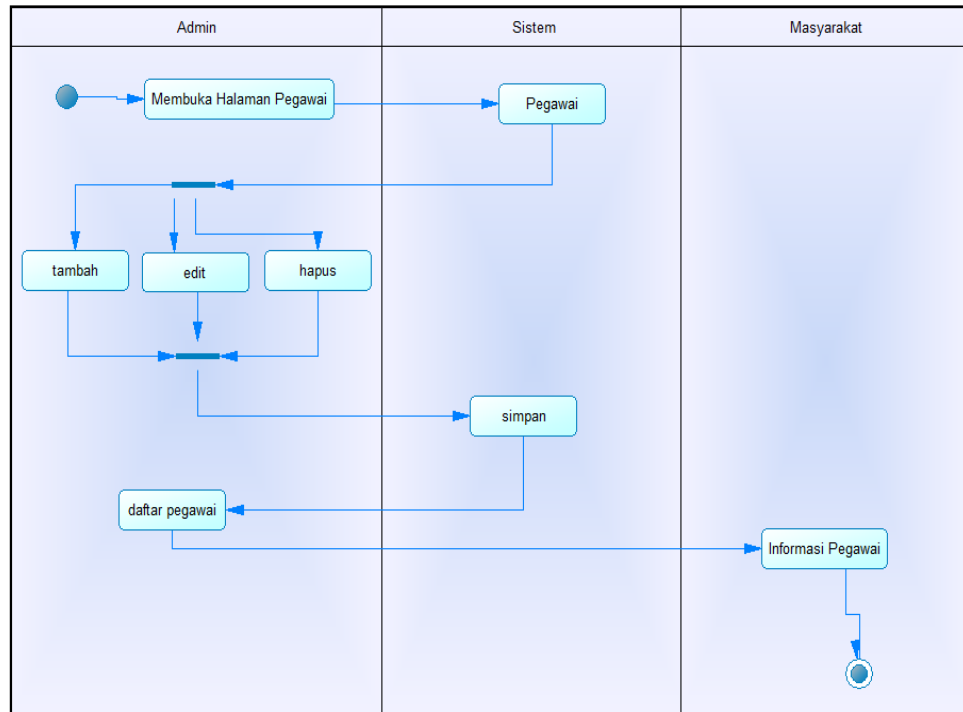 Admin
Sistem
Masyarakat
Membuka Halaman Pegawai
Pegawai
tambah
edit
hapus
simpan
daftar pegawai
Informasi Pegawai